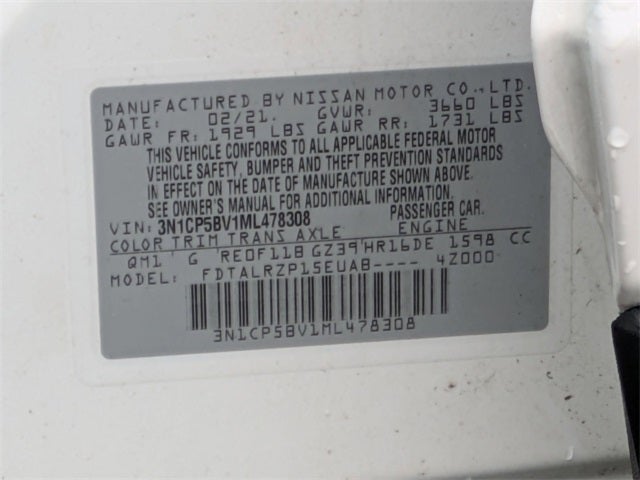 MANUFACTURED BY NISSAN MOTOR CO.,LTD.
DATE: 02/21. GVWR: 3660 LBS
GAWR FR: 1929 LBS GAWR RR: 1731 LBS
THIS VEHICLE CONFORMS TO ALL APPLICABLE FEDERAL MOTOR
VEHICLE SAFETY, BUMPER AND THEFT PREVENTION STANDARDS
IN EFFECT ON THE DATE OF MANUFACTURE SHOWN ABOVE.
SEE OWNER'S MANUAL FOR ADDITIONAL INFORMATION.
VIN: 3N1CP5BV1ML478308 PASSENGER CAR.
COLOR TRIM TRANS AXLE ENGINE
QM1 G RE0F11B GZ39 HR16DE 1598 CC
MODEL: FDTALRZP15EUAB---- 4Z000
3N1CP5BV1ML478308